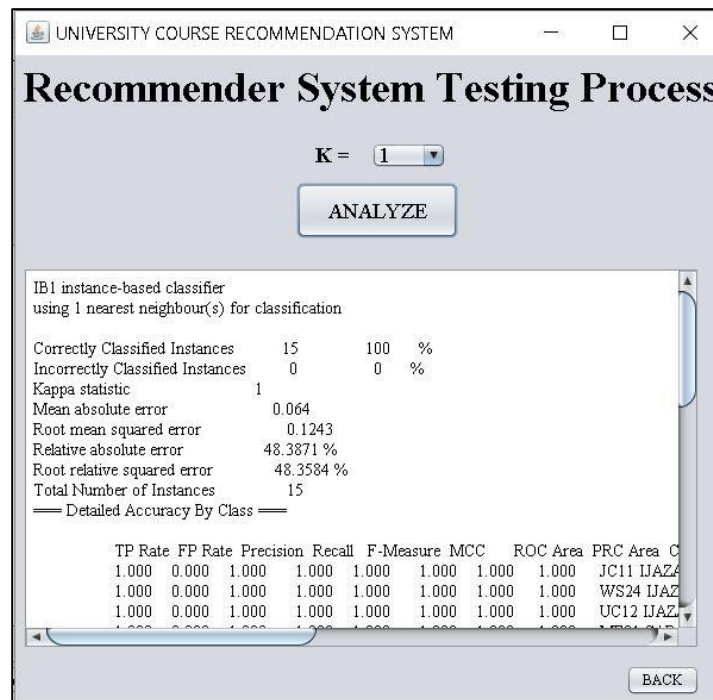 UNIVERSITY COURSE RECOMMENDATION SYSTEM
Recommender System Testing Process
K = 1
ANALYZE
IB1 instance-based classifier
using 1 nearest neighbour(s) for classification
Correctly Classified Instances 15 100 %
Incorrectly Classified Instances 0 0 %
Kappa statistic 1
Mean absolute error 0.064
Root mean squared error 0.1243
Relative absolute error 48.3871 %
Root relative squared error 48.3584 %
Total Number of Instances 15
=== Detailed Accuracy By Class ===
TP Rate FP Rate Precision Recall F-Measure MCC ROC Area PRC Area C
1.000 0.000 1.000 1.000 1.000 1.000 1.000 1.000 JC11 IJAZA
1.000 0.000 1.000 1.000 1.000 1.000 1.000 1.000 WS24 IJAZ
1.000 0.000 1.000 1.000 1.000 1.000 1.000 1.000 UC12 IJAZ
BACK